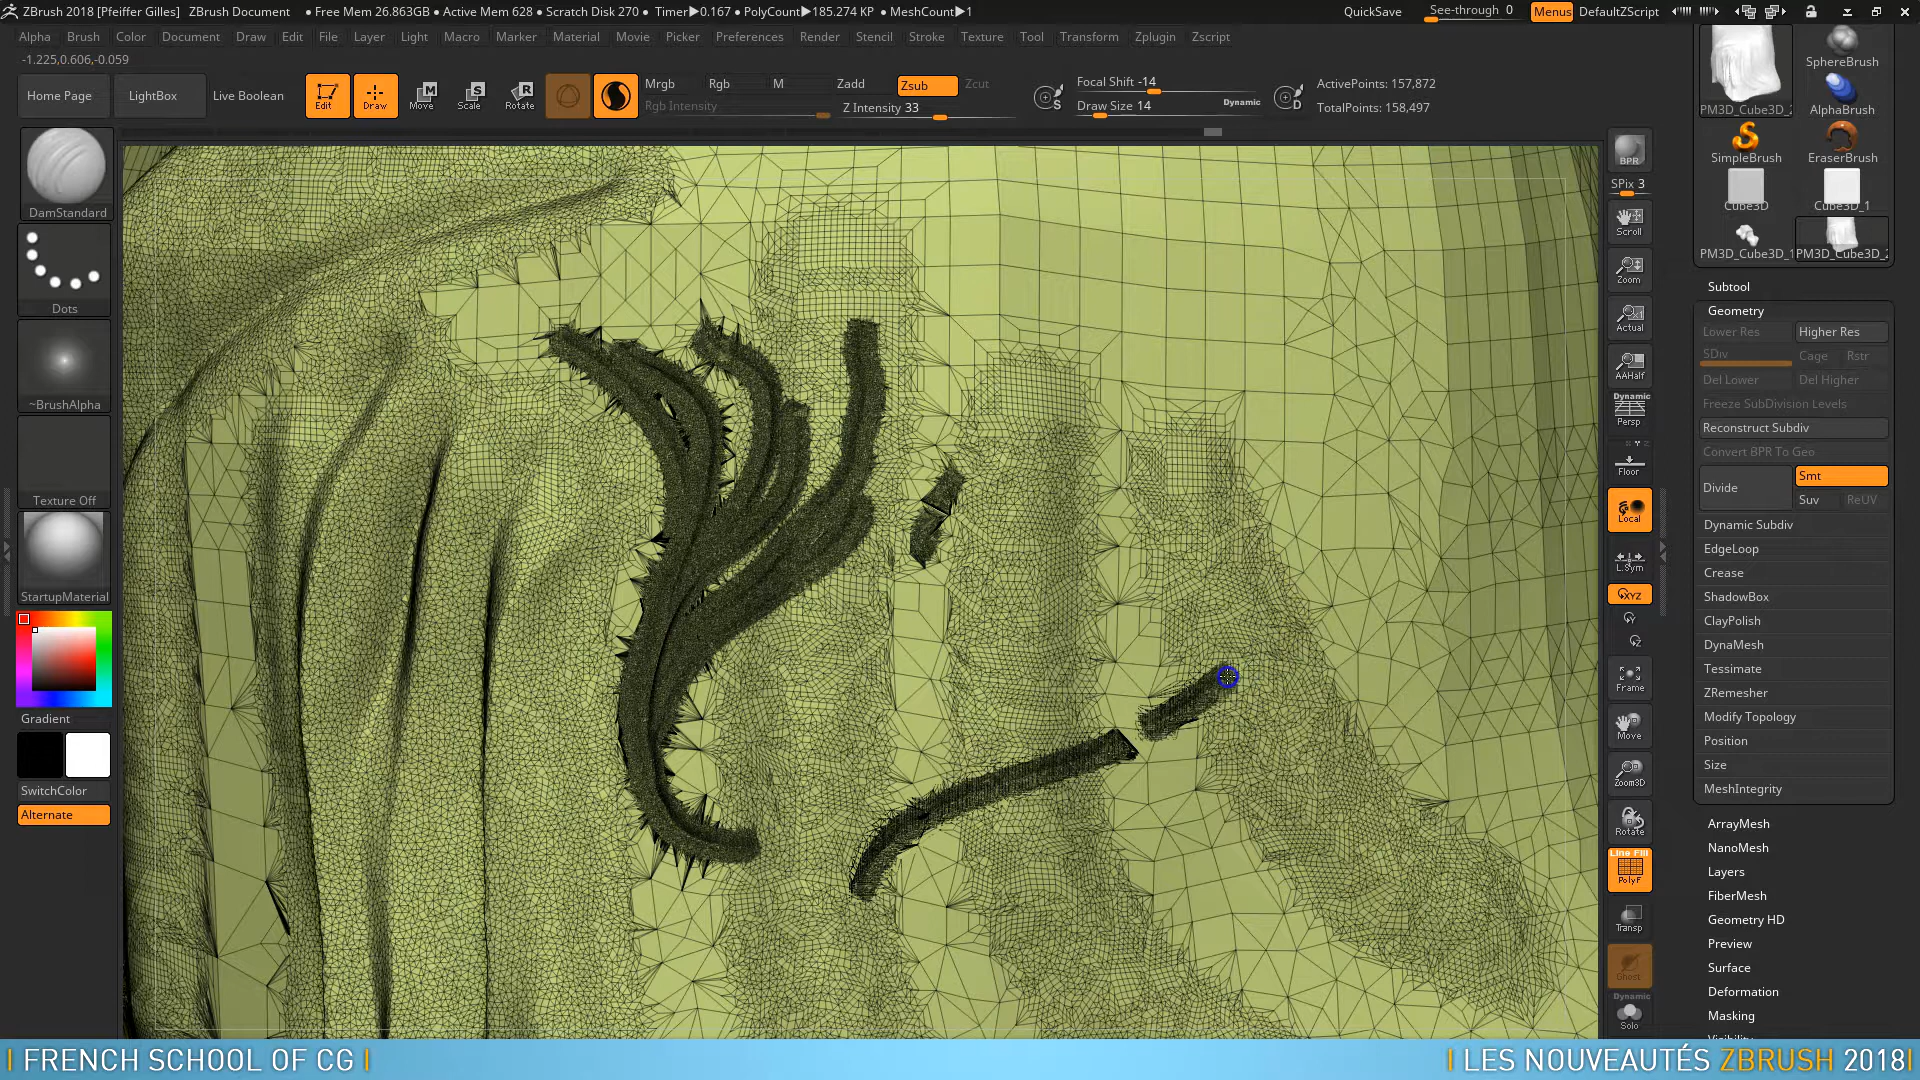 ZBrush 2018 [Pfeiffer Gilles] ZBrush Document ● Free Mem 26.863GB ● Active Mem 628 ● Scratch Disk 270 ● Timer▶0.167 ● PolyCount▶185.274 KP ● MeshCount▶1 QuickSave See-through 0 Menus DefaultZScript
Alpha Brush Color Document Draw Edit File Layer Light Macro Marker Material Movie Picker Preferences Render Stencil Stroke Texture Tool Transform Zplugin Zscript
-1.225,0.606,-0.059
Home Page LightBox Live Boolean Edit Draw Move Scale Rotate
Mrgb Rgb M Zadd Zsub Zcut
Rgb Intensity Z Intensity 33
S Focal Shift -14
Draw Size 14 Dynamic D
ActivePoints: 157,872
TotalPoints: 158,497
DamStandard
Dots
~BrushAlpha
Texture Off
StartupMaterial
Gradient
SwitchColor
Alternate
BPR
SPix 3
Scroll
Zoom
Actual
AAHalf
Dynamic
Persp
Floor
Local
L.Sym
XYZ
Y
Z
Frame
Move
Zoom3D
Rotate
Line Fill
PolyF
Transp
Ghost
Dynamic
Solo
SphereBrush
PM3D_Cube3D_2 AlphaBrush
SimpleBrush EraserBrush
Cube3D Cube3D_1
PM3D_Cube3D_1 PM3D_Cube3D_2
Subtool
Geometry
Lower Res Higher Res
SDiv Cage Rstr
Del Lower Del Higher
Freeze SubDivision Levels
Reconstruct Subdiv
Convert BPR To Geo
Divide Smt
Suv ReUV
Dynamic Subdiv
EdgeLoop
Crease
ShadowBox
ClayPolish
DynaMesh
Tessimate
ZRemesher
Modify Topology
Position
Size
MeshIntegrity
ArrayMesh
NanoMesh
Layers
FiberMesh
Geometry HD
Preview
Surface
Deformation
Masking
Visibility
| FRENCH SCHOOL OF CG |
| LES NOUVEAUTÉS ZBRUSH 2018|